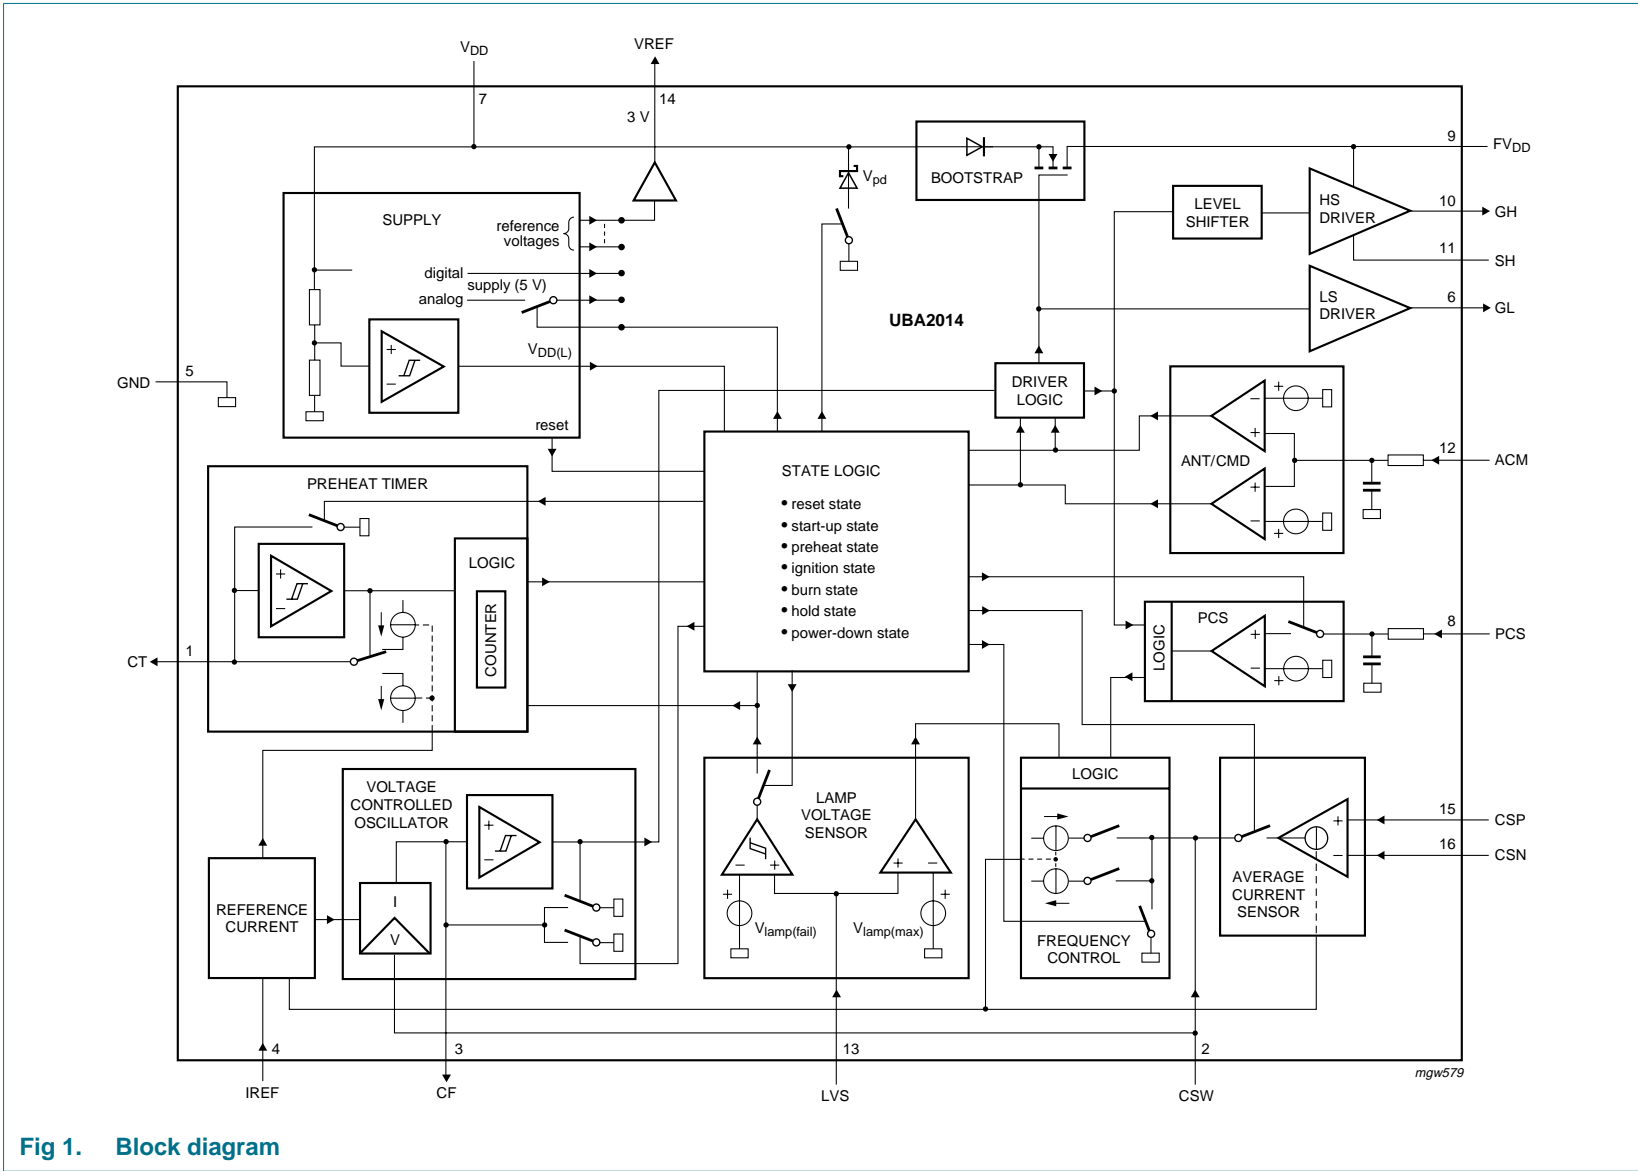 VDD
VREF
7
14
3 V
9
FVDD
BOOTSTRAP
Vpd
SUPPLY
reference
voltages
digital
supply (5 V)
analog
VDD(L)
reset
LEVEL
SHIFTER
HS
DRIVER
10
GH
11
SH
LS
DRIVER
6
GL
UBA2014
5
GND
+
−
DRIVER
LOGIC
ANT/CMD
−
+
+
+
−
+
12
ACM
STATE LOGIC
• reset state
• start-up state
• preheat state
• ignition state
• burn state
• hold state
• power-down state
PREHEAT TIMER
+
−
LOGIC
COUNTER
1
CT
LOGIC
PCS
+
−
+
8
PCS
VOLTAGE
CONTROLLED
OSCILLATOR
+
−
I
V
REFERENCE
CURRENT
LAMP
VOLTAGE
SENSOR
−
+
+
−
+
+
Vlamp(fail)
Vlamp(max)
LOGIC
FREQUENCY
CONTROL
+
−
AVERAGE
CURRENT
SENSOR
15
CSP
16
CSN
4
3
13
2
IREF
CF
LVS
CSW
mgw579
Fig 1. Block diagram